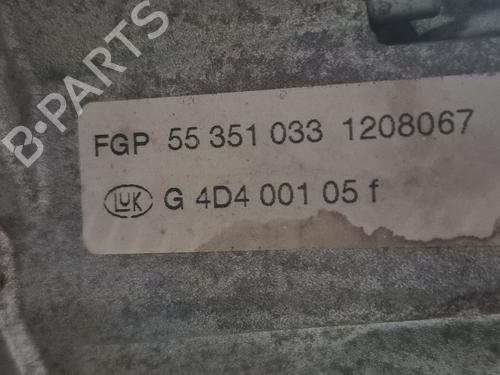 B-PARTS
FGP 55 351 033 1208067
LUK G 4D4 001 05 f